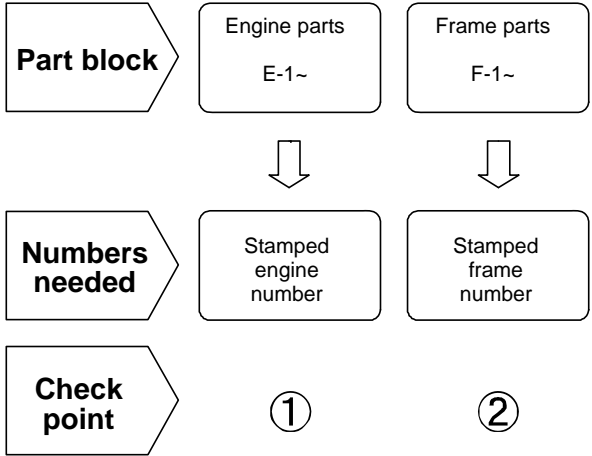 Part block
Engine parts
E-1~
Frame parts
F-1~
Numbers
needed
Stamped
engine
number
Stamped
frame
number
Check
point
①
②